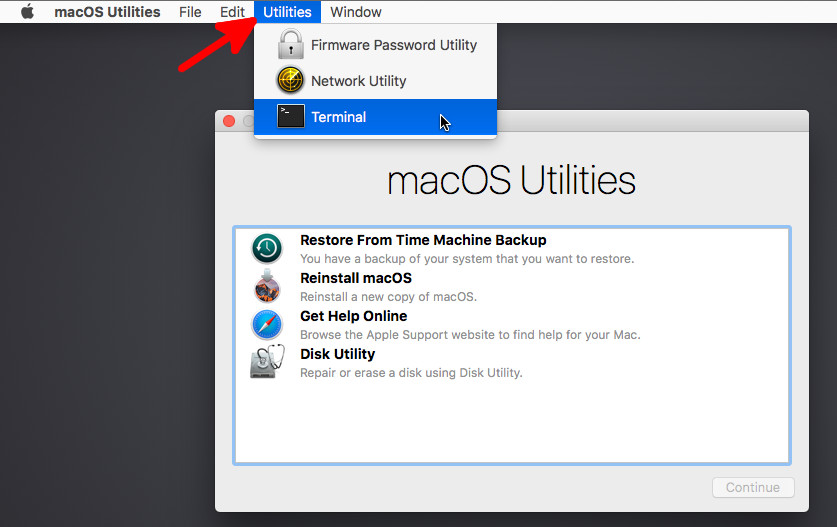 macOS Utilities File Edit Utilities Window
Firmware Password Utility
Network Utility
>_
Terminal
macOS Utilities
Restore From Time Machine Backup
You have a backup of your system that you want to restore.
Reinstall macOS
Reinstall a new copy of macOS.
Get Help Online
Browse the Apple Support website to find help for your Mac.
Disk Utility
Repair or erase a disk using Disk Utility.
Continue